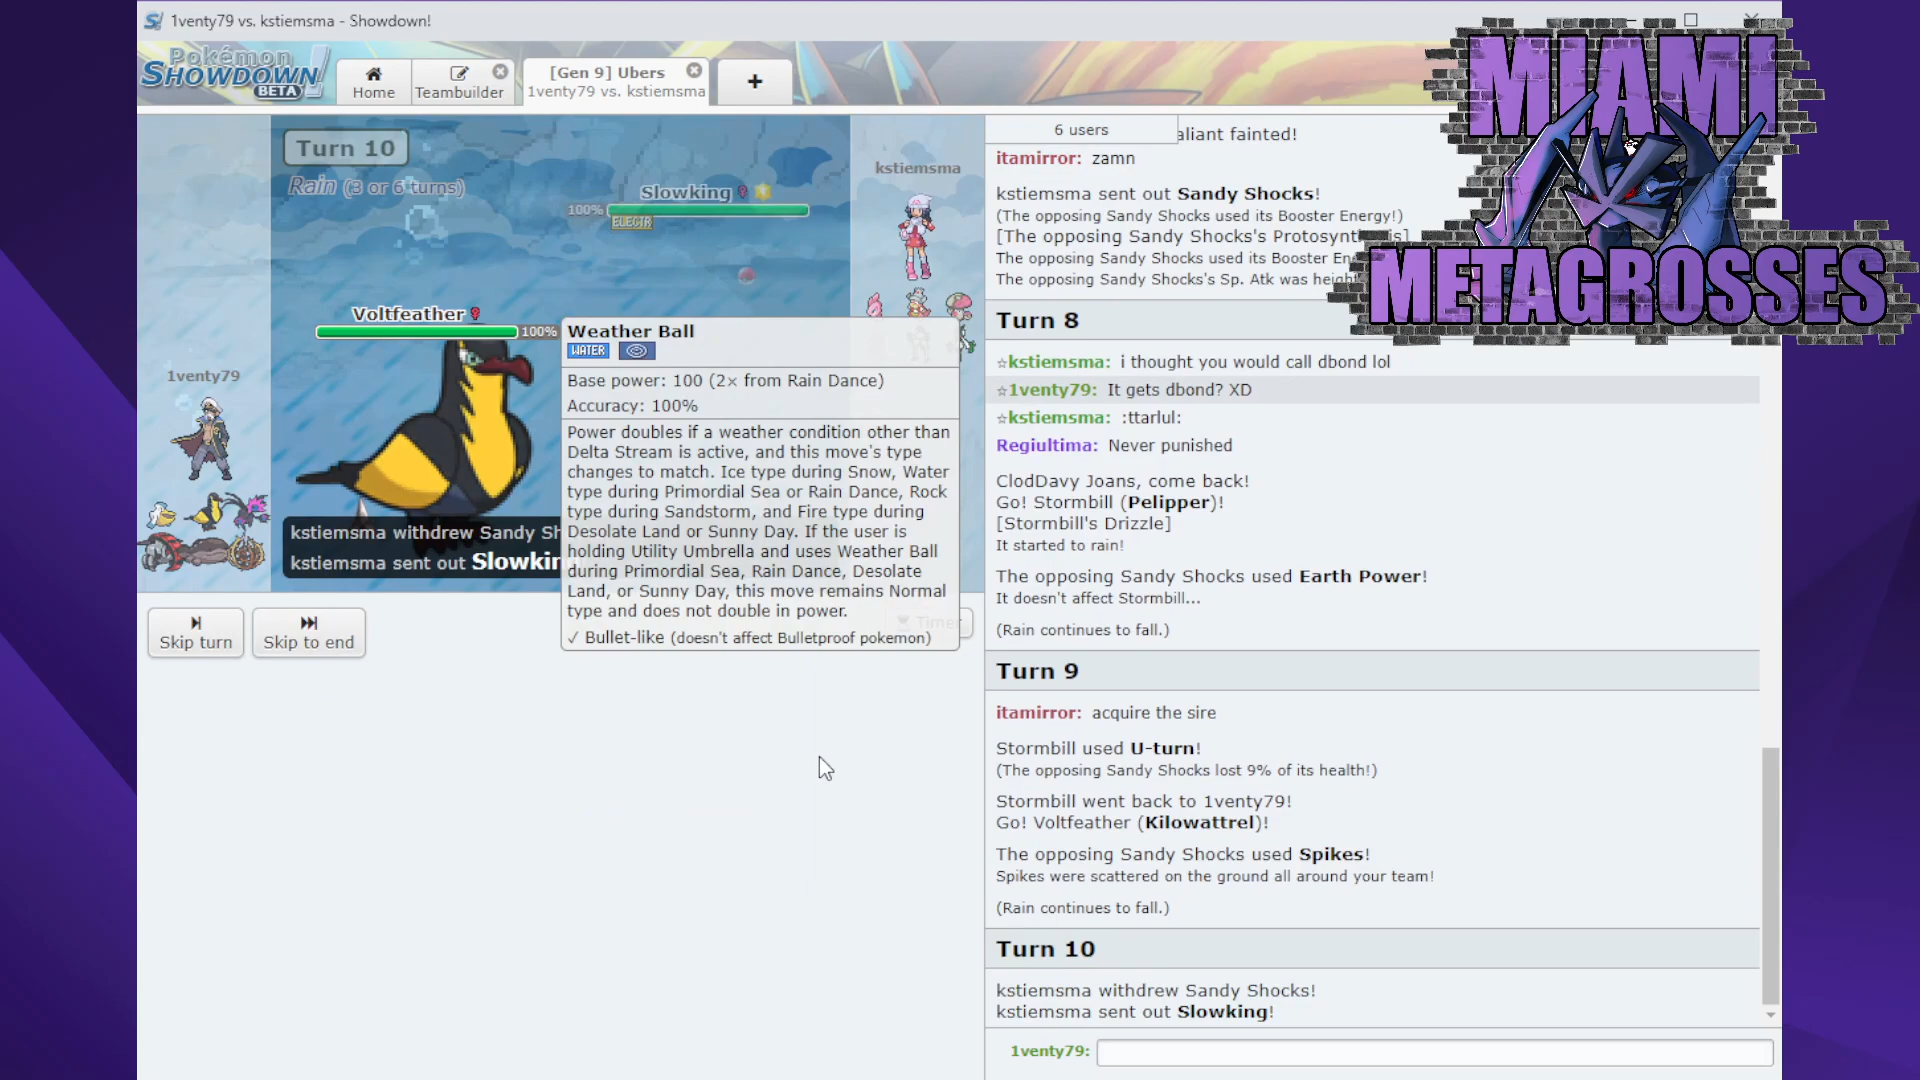 1venty79 vs. kstiemsma - Showdown!
Pokémon
SHOWDOWN!
BETA
Home
Teambuilder
[Gen 9] Ubers
1venty79 vs. kstiemsma
+
MIAMI
METAGROSSES
Turn 10
Rain (3 or 6 turns)
Slowking
100%
ELECTR
kstiemsma
Voltfeather
100%
1venty79
kstiemsma withdrew Sandy Sh
kstiemsma sent out Slowkin
Weather Ball
WATER
Base power: 100 (2× from Rain Dance)
Accuracy: 100%
Power doubles if a weather condition other than
Delta Stream is active, and this move's type
changes to match. Ice type during Snow, Water
type during Primordial Sea or Rain Dance, Rock
type during Sandstorm, and Fire type during
Desolate Land or Sunny Day. If the user is
holding Utility Umbrella and uses Weather Ball
during Primordial Sea, Rain Dance, Desolate
Land, or Sunny Day, this move remains Normal
type and does not double in power.
✓ Bullet-like (doesn't affect Bulletproof pokemon)
Timer
Skip turn
Skip to end
6 users
aliant fainted!
itamirror: zamn
kstiemsma sent out Sandy Shocks!
(The opposing Sandy Shocks used its Booster Energy!)
[The opposing Sandy Shocks's Protosynthesis]
The opposing Sandy Shocks used its Booster Ene
The opposing Sandy Shocks's Sp. Atk was heigh
Turn 8
☆kstiemsma: i thought you would call dbond lol
☆1venty79: It gets dbond? XD
☆kstiemsma: :ttarlul:
Regiultima: Never punished
ClodDavy Joans, come back!
Go! Stormbill (Pelipper)!
[Stormbill's Drizzle]
It started to rain!
The opposing Sandy Shocks used Earth Power!
It doesn't affect Stormbill...
(Rain continues to fall.)
Turn 9
itamirror: acquire the sire
Stormbill used U-turn!
(The opposing Sandy Shocks lost 9% of its health!)
Stormbill went back to 1venty79!
Go! Voltfeather (Kilowattrel)!
The opposing Sandy Shocks used Spikes!
Spikes were scattered on the ground all around your team!
(Rain continues to fall.)
Turn 10
kstiemsma withdrew Sandy Shocks!
kstiemsma sent out Slowking!
1venty79: